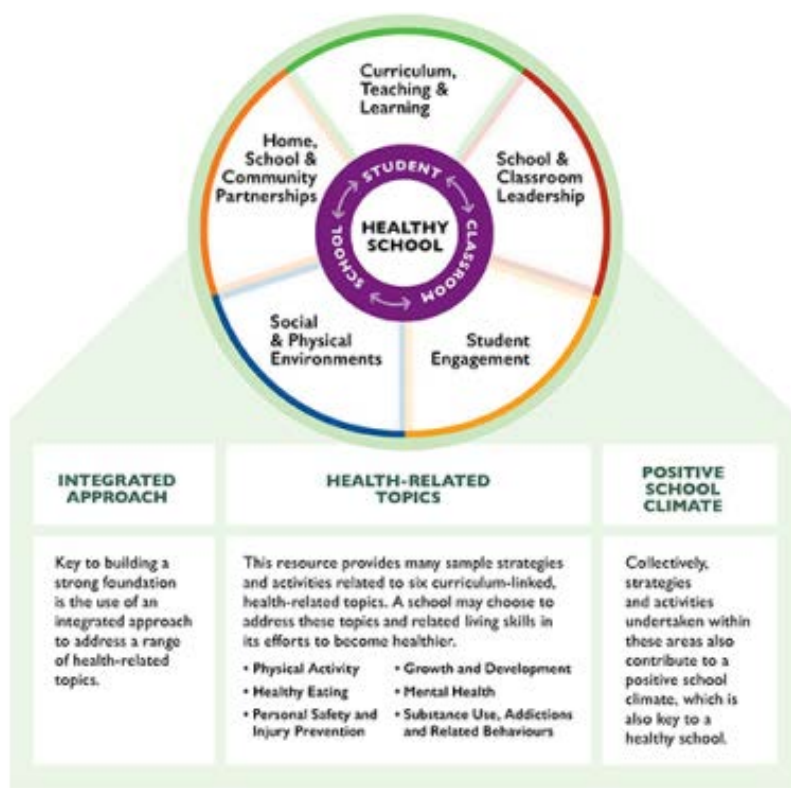 Curriculum,
Teaching &
Learning
Home,
School &
Community
Partnerships
School &
Classroom
Leadership
STUDENT
CLASSROOM
SCHOOL
HEALTHY
SCHOOL
Social
& Physical
Environments
Student
Engagement
INTEGRATED
APPROACH
Key to building a
strong foundation
is the use of an
integrated approach
to address a range
of health-related
topics.
HEALTH-RELATED
TOPICS
This resource provides many sample strategies
and activities related to six curriculum-linked,
health-related topics. A school may choose to
address these topics and related living skills in
its efforts to become healthier.
• Physical Activity
• Healthy Eating
• Personal Safety and
Injury Prevention
• Growth and Development
• Mental Health
• Substance Use, Addictions
and Related Behaviours
POSITIVE
SCHOOL
CLIMATE
Collectively,
strategies
and activities
undertaken within
these areas also
contribute to a
positive school
climate, which is
also key to a
healthy school.